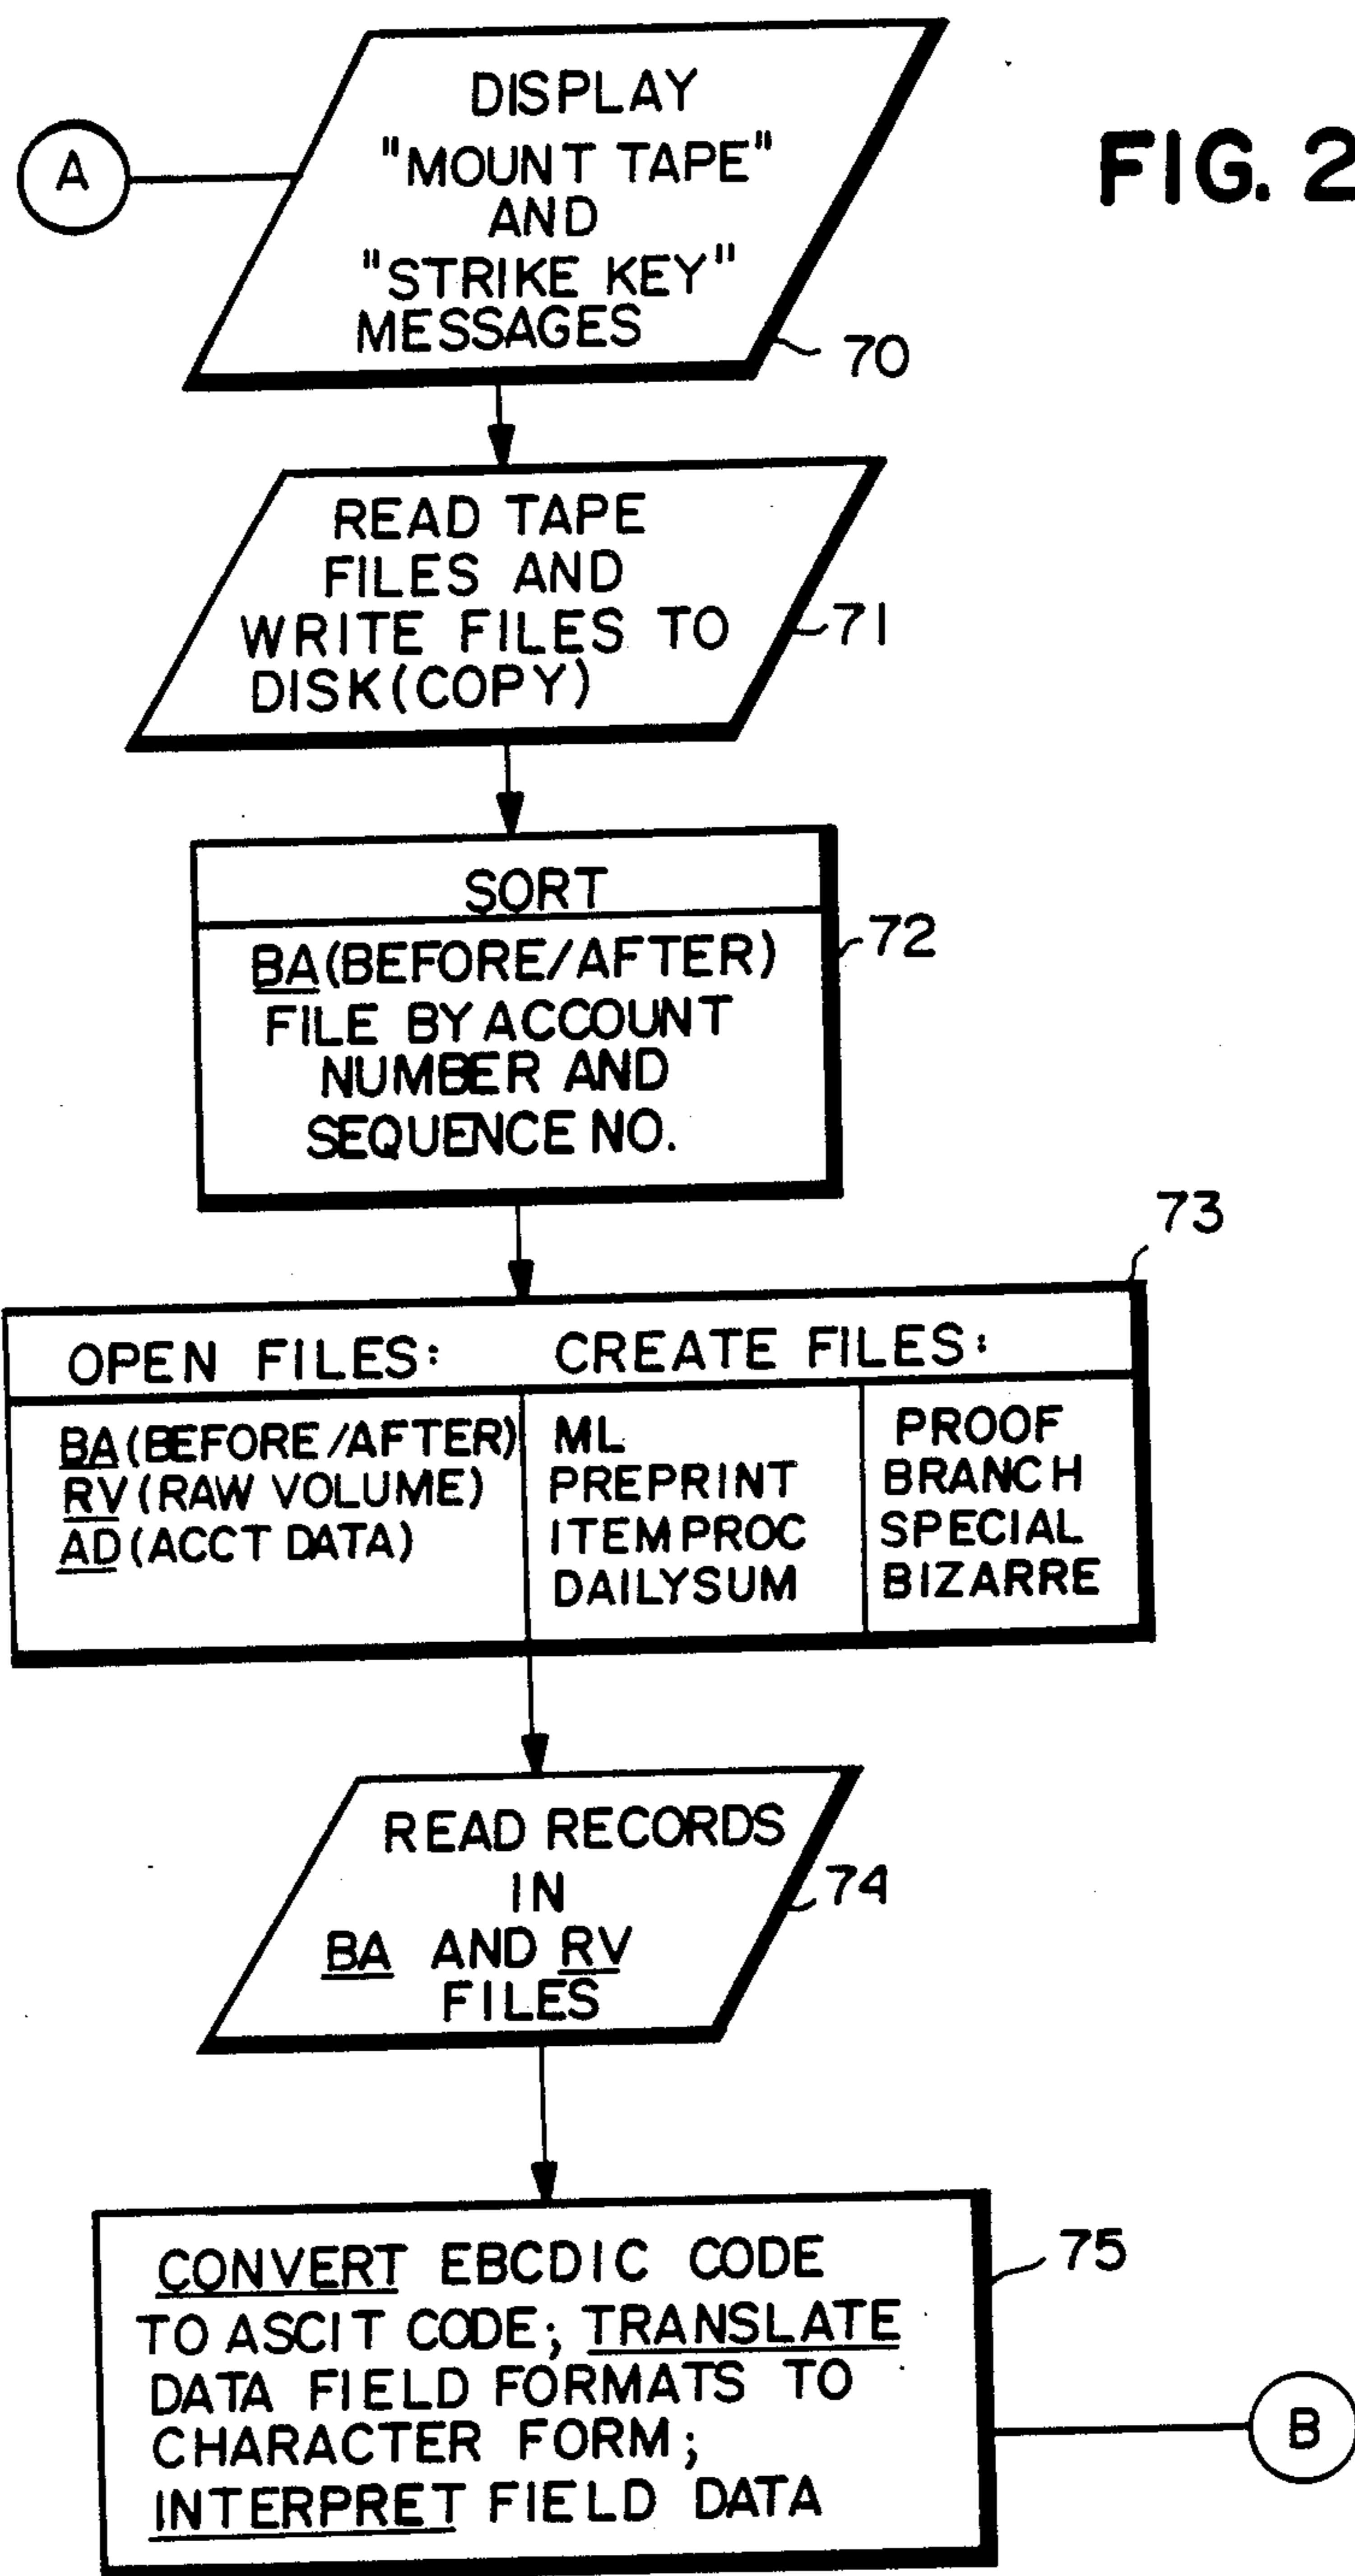 FIG. 2
A
DISPLAY
"MOUNT TAPE"
AND
"STRIKE KEY"
MESSAGES
70
READ TAPE
FILES AND
WRITE FILES TO
DISK(COPY)
71
SORT
72
BA(BEFORE/AFTER)
FILE BY ACCOUNT
NUMBER AND
SEQUENCE NO.
73
OPEN FILES: CREATE FILES:
BA(BEFORE/AFTER)
RV(RAW VOLUME)
AD(ACCT DATA)
ML
PREPRINT
ITEMPROC
DAILYSUM
PROOF
BRANCH
SPECIAL
BIZARRE
READ RECORDS
IN
BA AND RV
FILES
74
CONVERT EBCDIC CODE
TO ASCIT CODE; TRANSLATE
DATA FIELD FORMATS TO
CHARACTER FORM;
INTERPRET FIELD DATA
75
B